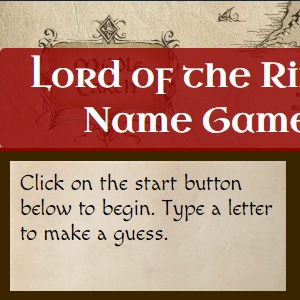 Lord of the Ri
Name Game
Click on the start button
below to begin. Type a letter
to make a guess.